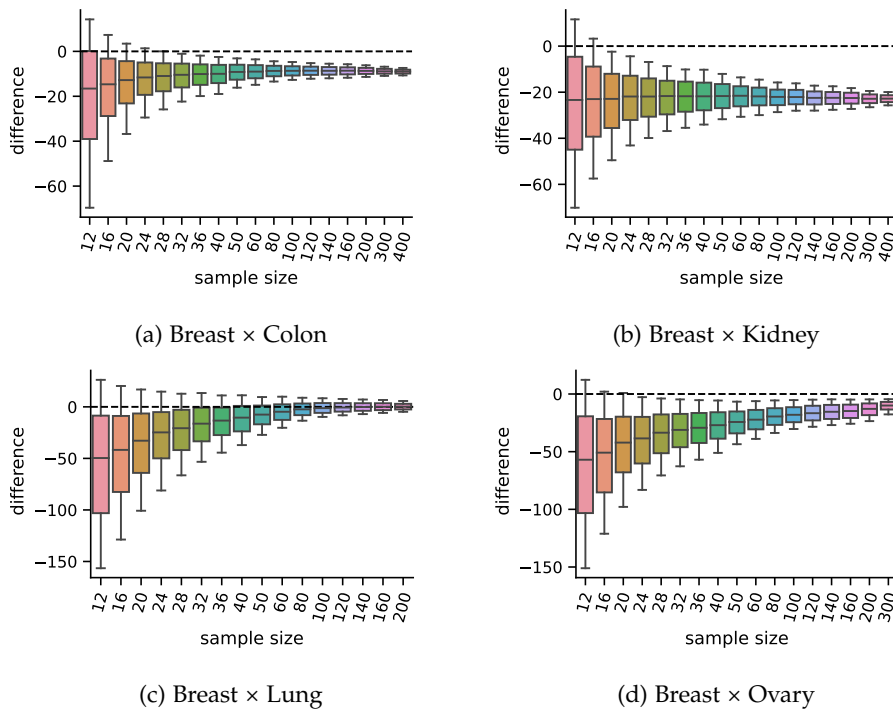 0
−20
−40
−60
difference
12 16 20 24 28 32 36 40 50 60 80 100 120 140 160 200 300 400
sample size
(a) Breast × Colon
0
−20
−40
−60
difference
12 16 20 24 28 32 36 40 50 60 80 100 120 140 160 200 300 400
sample size
(b) Breast × Kidney
0
−50
−100
−150
difference
12 16 20 24 28 32 36 40 50 60 80 100 120 140 160 200
sample size
(c) Breast × Lung
0
−50
−100
−150
difference
12 16 20 24 28 32 36 40 50 60 80 100 120 140 160 200 300
sample size
(d) Breast × Ovary